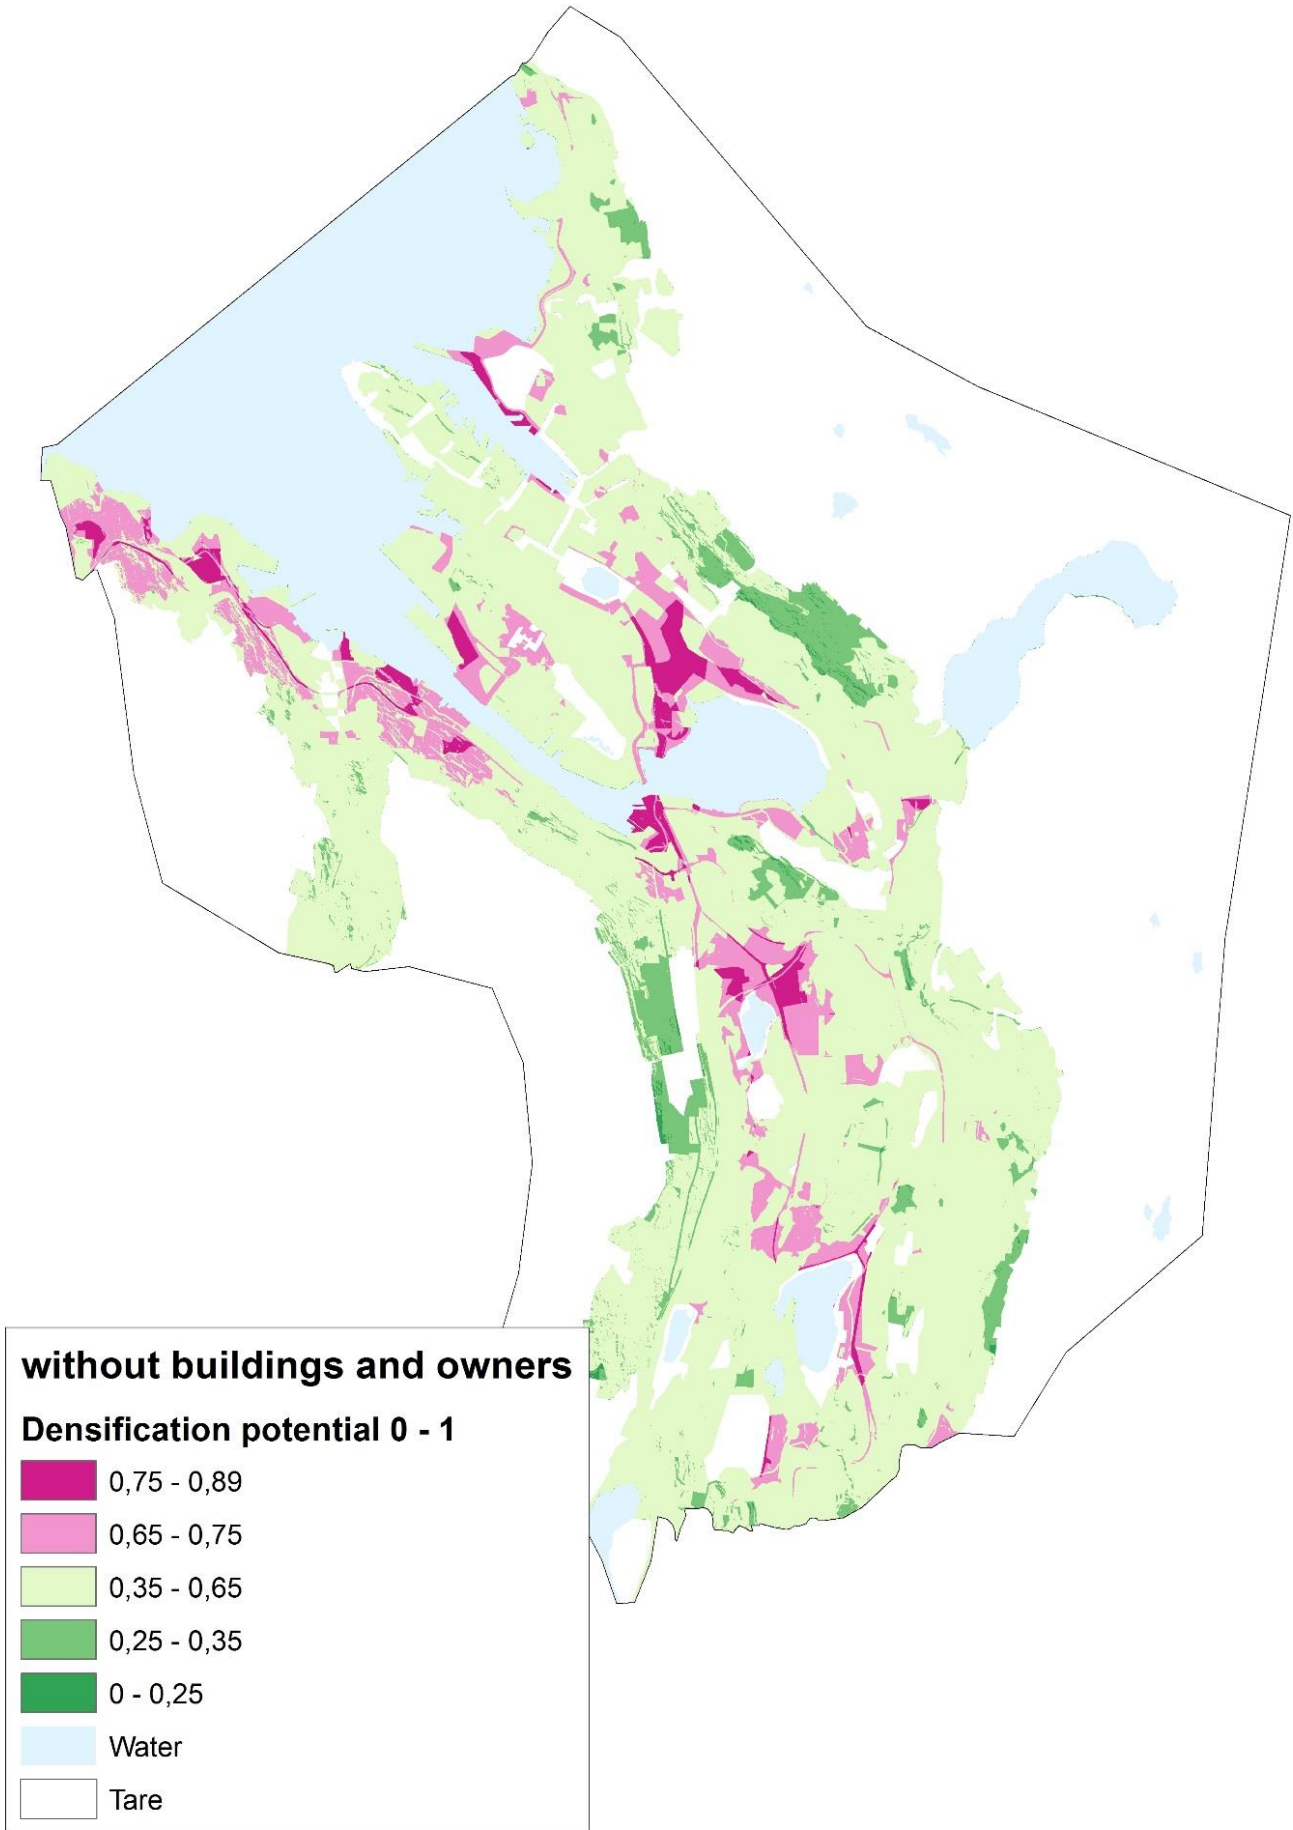 without buildings and owners
Densification potential 0 - 1
0,75 - 0,89
0,65 - 0,75
0,35 - 0,65
0,25 - 0,35
0 - 0,25
Water
Tare